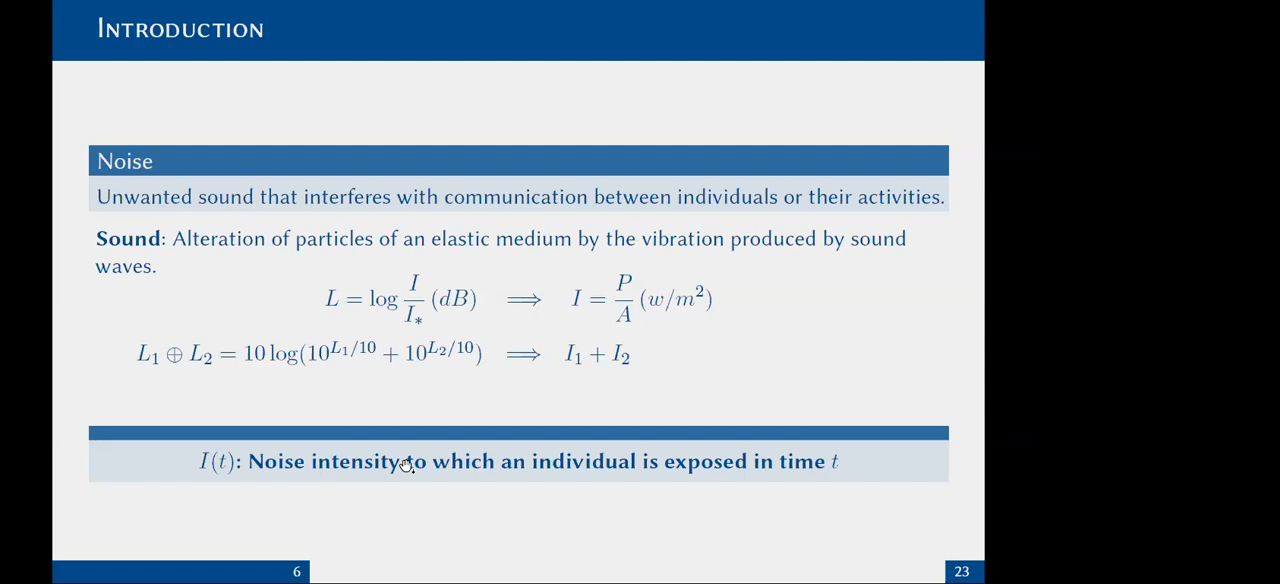 INTRODUCTION
Noise
Unwanted sound that interferes with communication between individuals or their activities.
Sound: Alteration of particles of an elastic medium by the vibration produced by sound
waves.
L = log I/I* (dB) ⟹ I = P/A (w/m²)
L₁ ⊕ L₂ = 10 log(10^{L₁/10} + 10^{L₂/10}) ⟹ I₁ + I₂
I(t): Noise intensity to which an individual is exposed in time t
6
23